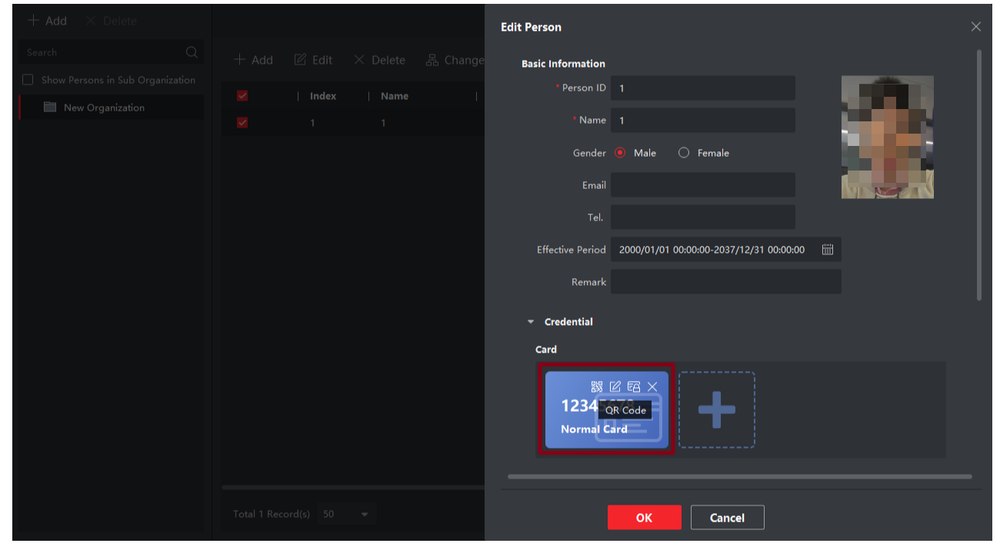 Add Delete
Search
Show Persons in Sub Organization
New Organization
Add Edit Delete Change
Index Name
1 1
Total 1 Record(s) 50
Edit Person
Basic Information
* Person ID 1
* Name 1
Gender Male Female
Email
Tel.
Effective Period 2000/01/01 00:00:00-2037/12/31 00:00:00
Remark
Credential
Card
12345678
QR Code
Normal Card
OK Cancel